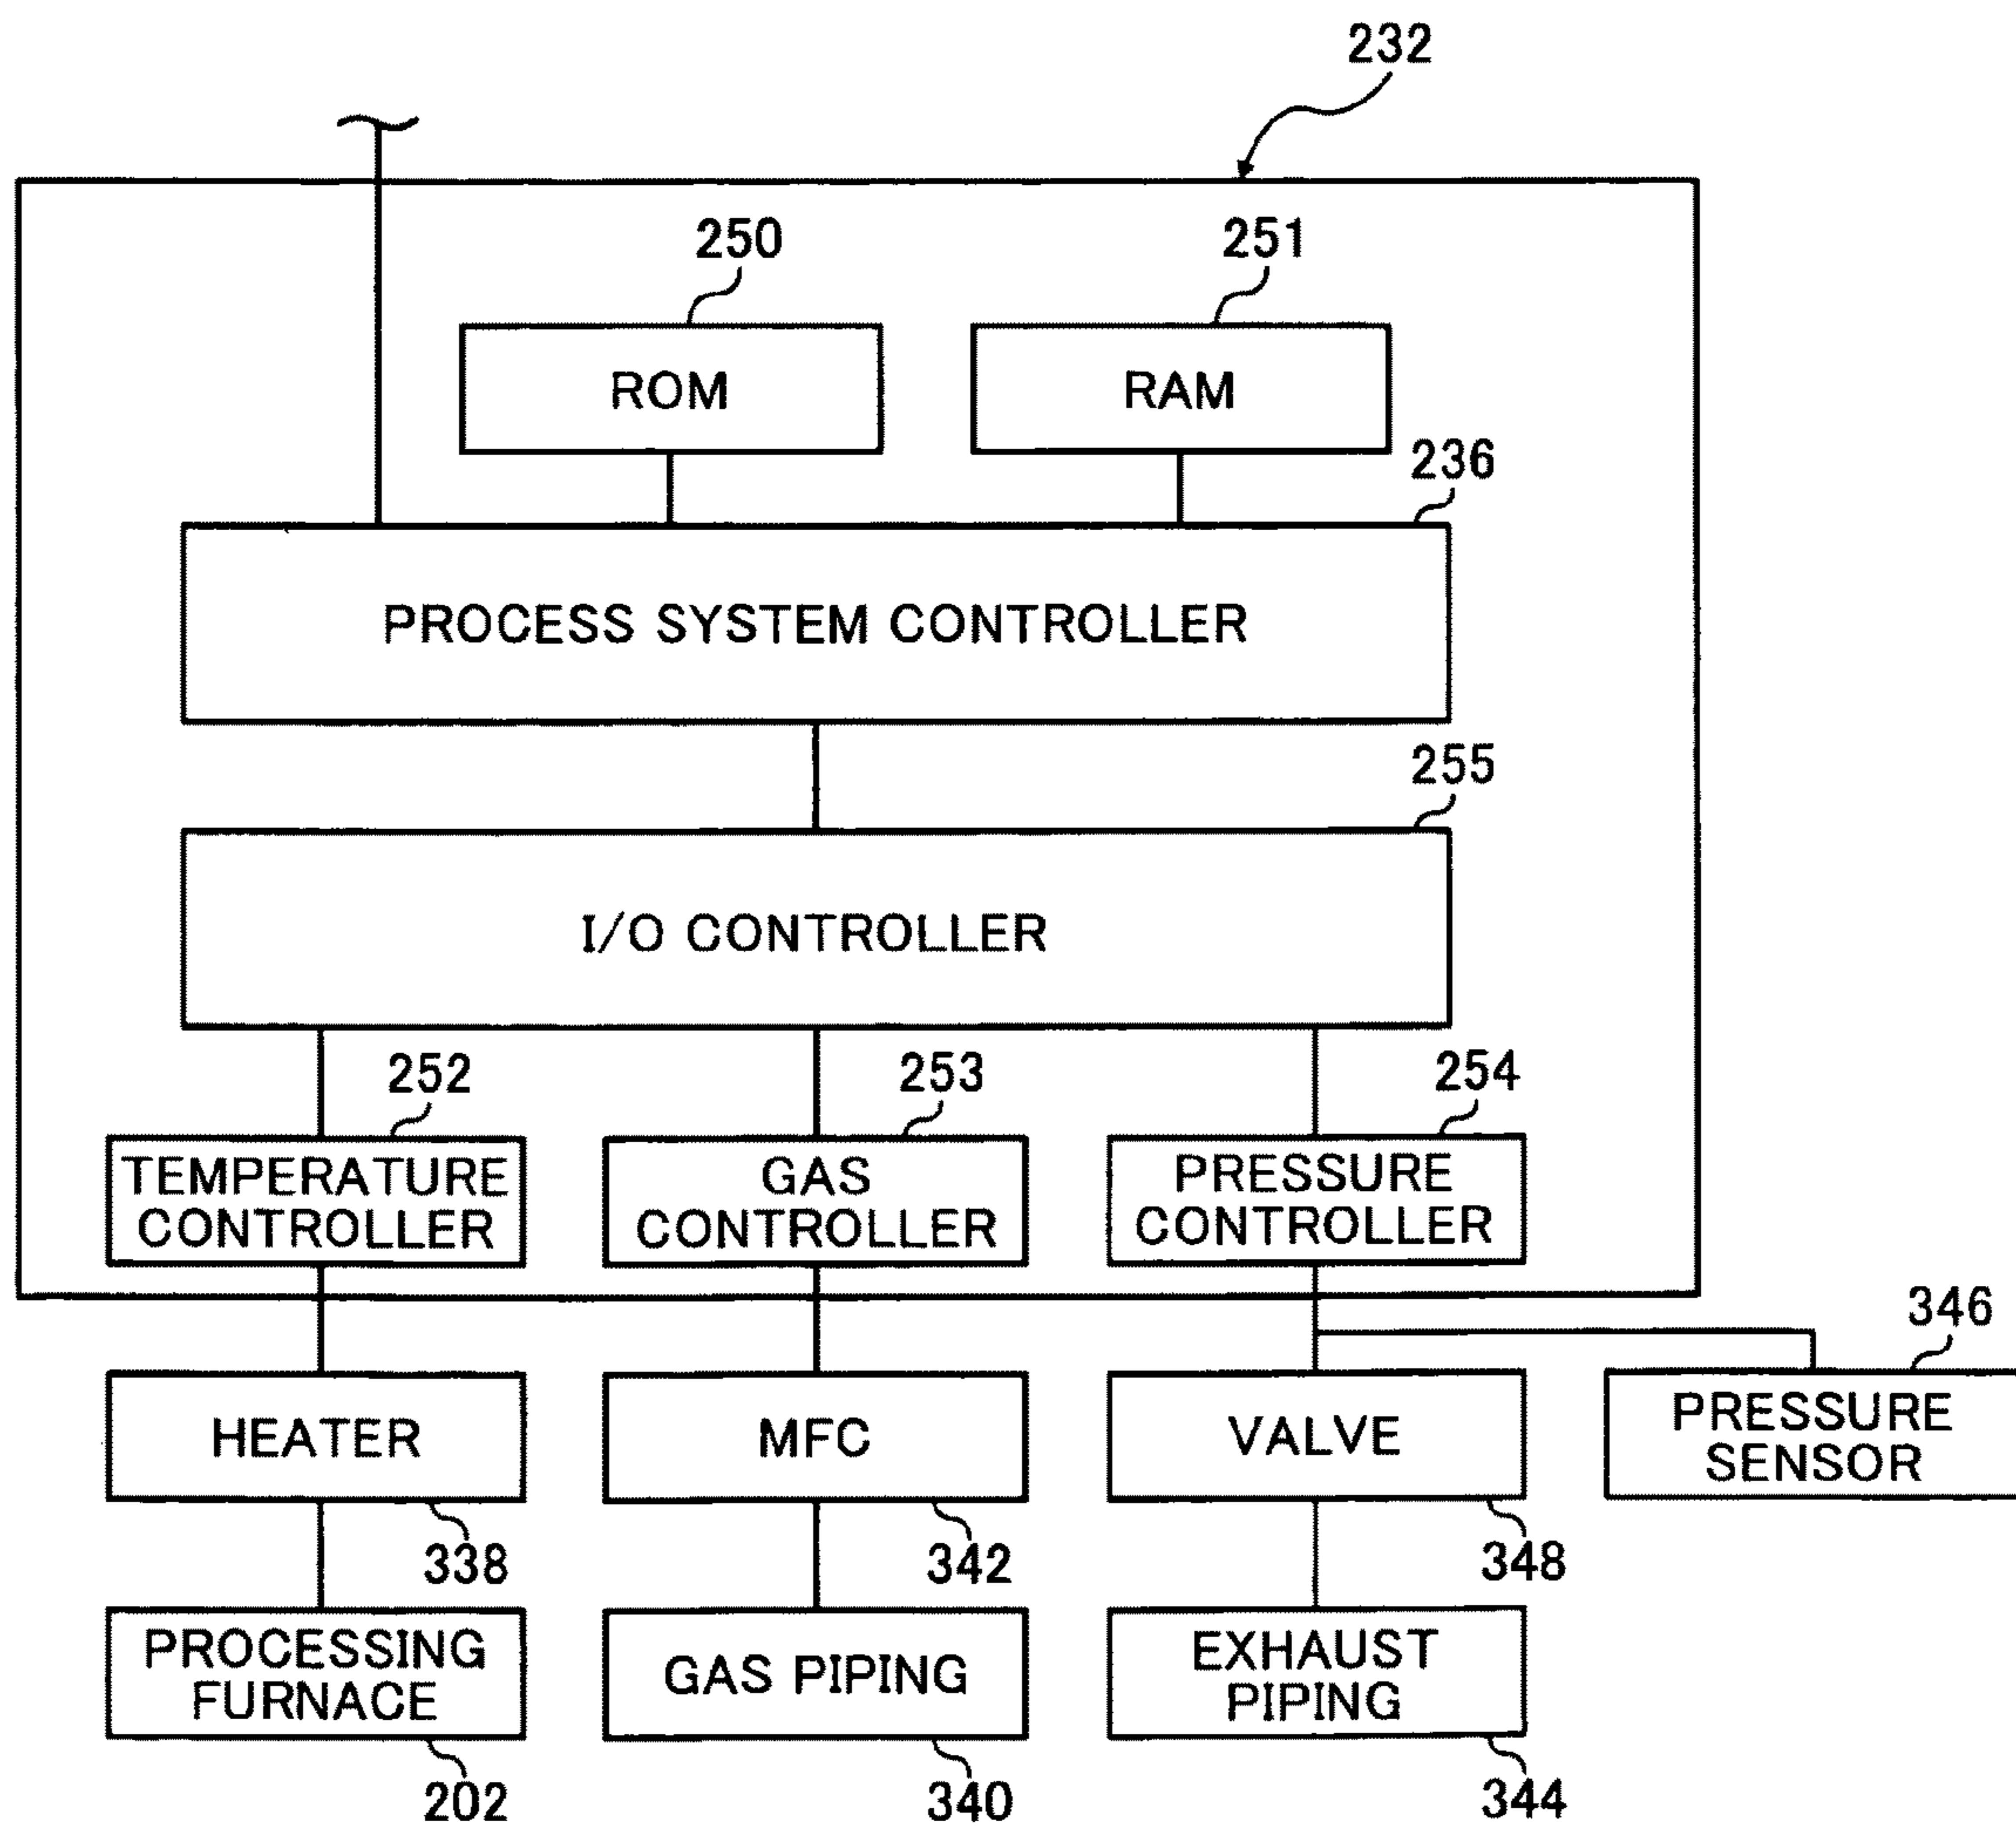 232
250
251
ROM
RAM
236
PROCESS SYSTEM CONTROLLER
255
I/O CONTROLLER
252
253
254
TEMPERATURE
CONTROLLER
GAS
CONTROLLER
PRESSURE
CONTROLLER
346
HEATER
MFC
VALVE
PRESSURE
SENSOR
338
342
348
PROCESSING
FURNACE
GAS PIPING
EXHAUST
PIPING
202
340
344